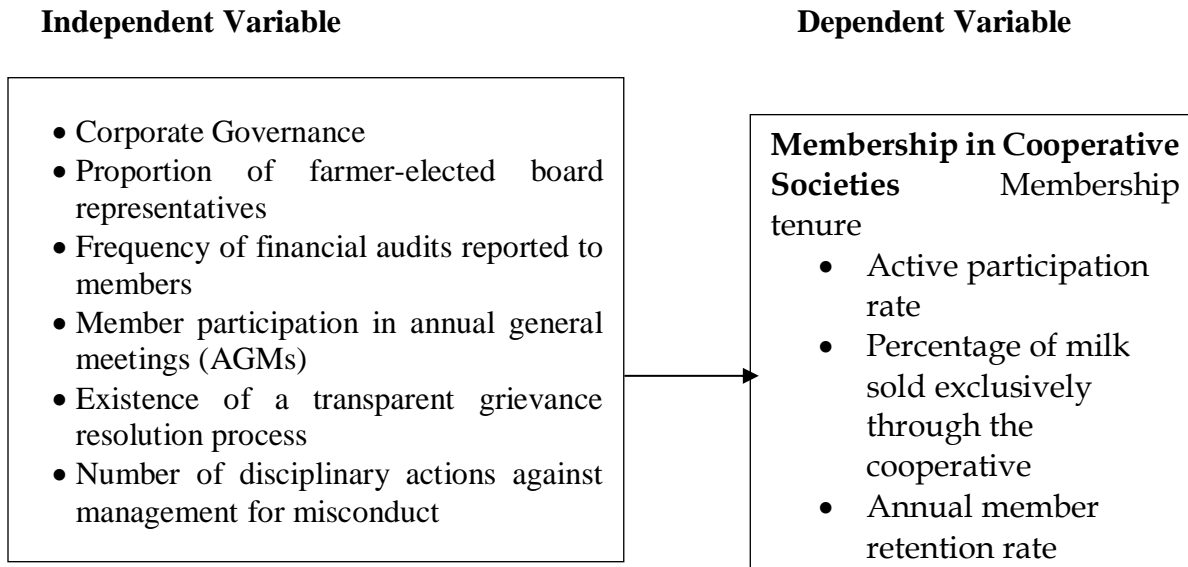 Independent Variable
Dependent Variable
• Corporate Governance
• Proportion of farmer-elected board
representatives
• Frequency of financial audits reported to
members
• Member participation in annual general
meetings (AGMs)
• Existence of a transparent grievance
resolution process
• Number of disciplinary actions against
management for misconduct
Membership in Cooperative
Societies Membership
tenure
• Active participation
rate
• Percentage of milk
sold exclusively
through the
cooperative
• Annual member
retention rate